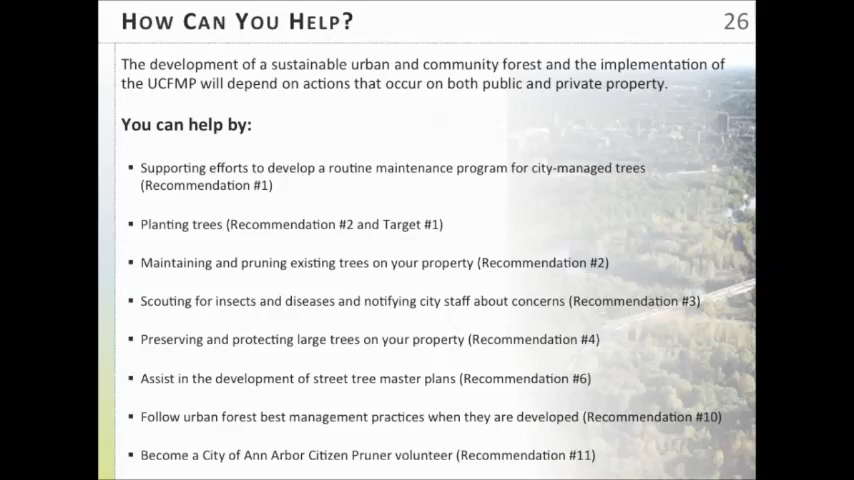 HOW CAN YOU HELP?
26
The development of a sustainable urban and community forest and the implementation of
the UCFMP will depend on actions that occur on both public and private property.
You can help by:
▪ Supporting efforts to develop a routine maintenance program for city-managed trees
(Recommendation #1)
▪ Planting trees (Recommendation #2 and Target #1)
▪ Maintaining and pruning existing trees on your property (Recommendation #2)
▪ Scouting for insects and diseases and notifying city staff about concerns (Recommendation #3)
▪ Preserving and protecting large trees on your property (Recommendation #4)
▪ Assist in the development of street tree master plans (Recommendation #6)
▪ Follow urban forest best management practices when they are developed (Recommendation #10)
▪ Become a City of Ann Arbor Citizen Pruner volunteer (Recommendation #11)